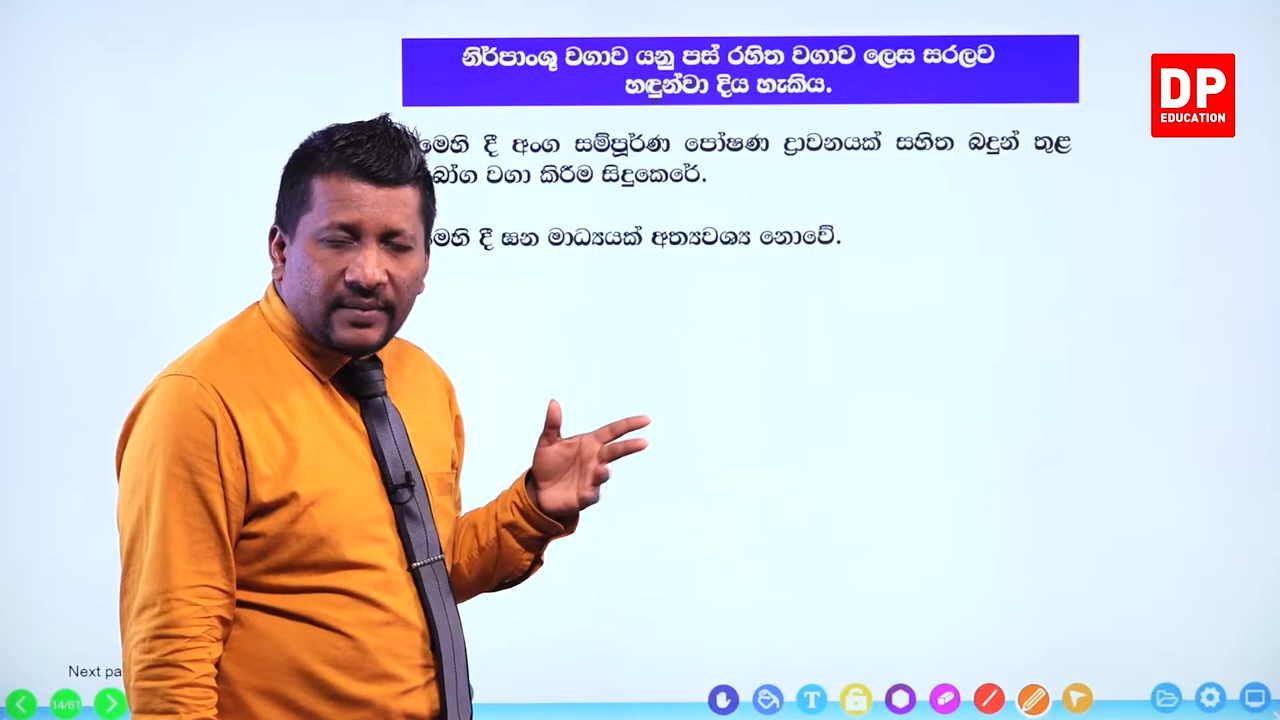 නිර්පාංශූ වගාව යනු පස් රහිත වගාව ලෙස සරලව
හඳුන්වා දිය හැකිය.
DP
EDUCATION
මෙහි දී අංග සම්පූර්ණ පෝෂණ ද්‍රාවනයක් සහිත බඳුන් තුළ
බෝග වගා කිරීම සිදුකෙරේ.
මෙහි දී ඝන මාධ්‍යයක් අත්‍යවශ්‍ය නොවේ.
Next pa
14/61
T